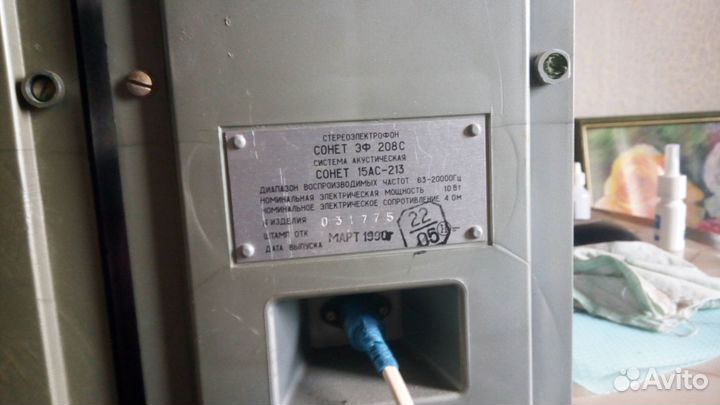 СТЕРЕОЭЛЕКТРОФОН
СОНЕТ ЭФ 208С
СИСТЕМА АКУСТИЧЕСКАЯ
СОНЕТ 15АС-213
ДИАПАЗОН ВОСПРОИЗВОДИМЫХ ЧАСТОТ 63-20000ГЦ
НОМИНАЛЬНАЯ ЭЛЕКТРИЧЕСКАЯ МОЩНОСТЬ 10 ВТ
НОМИНАЛЬНОЕ ЭЛЕКТРИЧЕСКОЕ СОПРОТИВЛЕНИЕ 4 ОМ
ИЗДЕЛИЯ 031775
ШТАМП ОТК
22
05
ДАТА ВЫПУСКА МАРТ 1990г
Avito